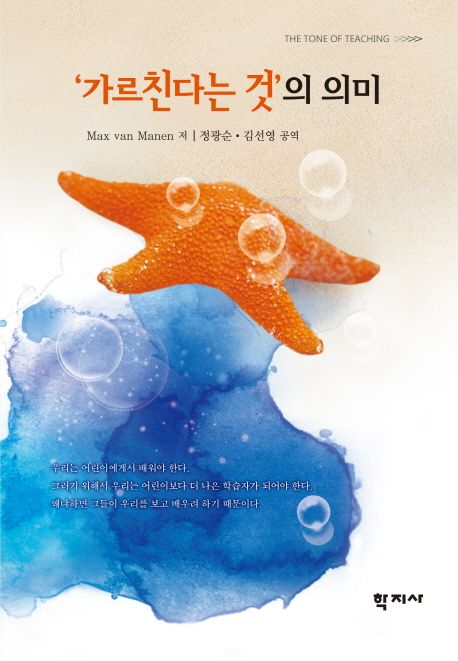 THE TONE OF TEACHING >>>>>
‘가르친다는 것’의 의미
Max van Manen 저 | 정광순 • 김선영 공역
우리는 어린이에게서 배워야 한다.
그러기 위해서 우리는 어린이보다 더 나은 학습자가 되어야 한다.
왜냐하면 그들이 우리를 보고 배우려 하기 때문이다.
학지사